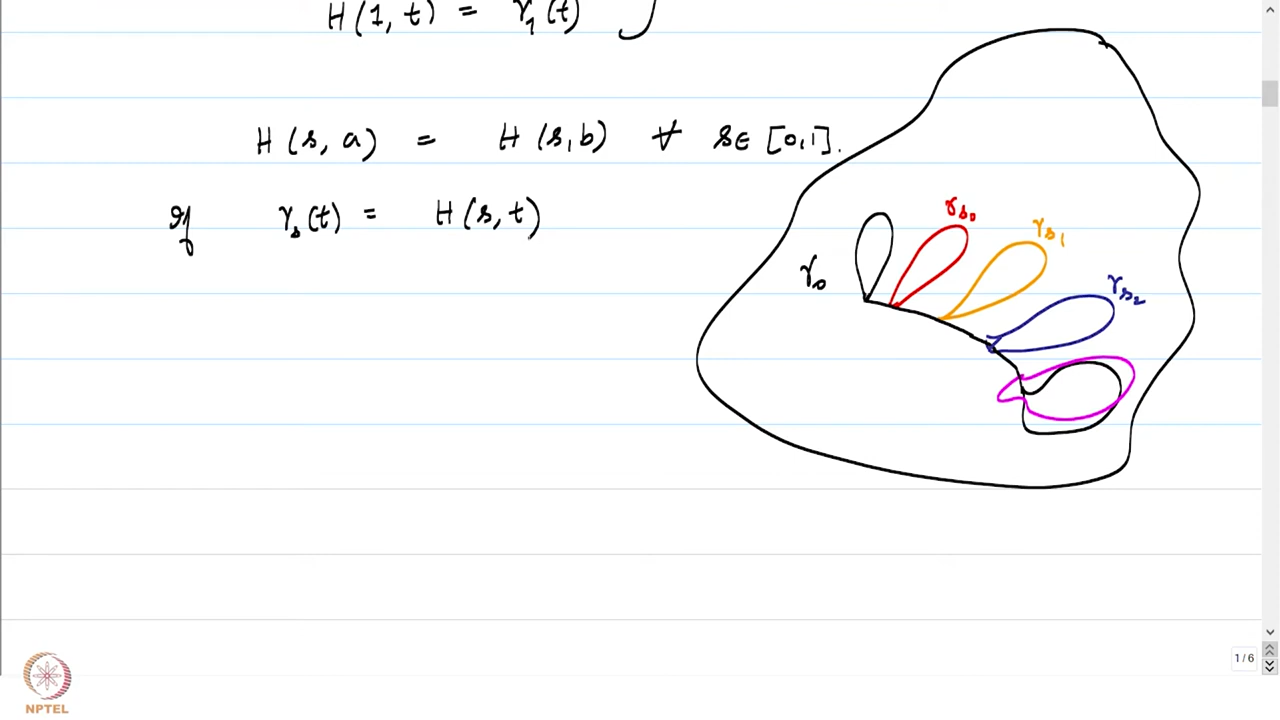 H(1, t) = γ₁(t)
H(s, a) = H(s, b) ∀ s ∈ [0, 1].
If γₛ(t) = H(s, t)
γ₀
γₛ₀
γₛ₁
γₛ₂
1 / 6
NPTEL